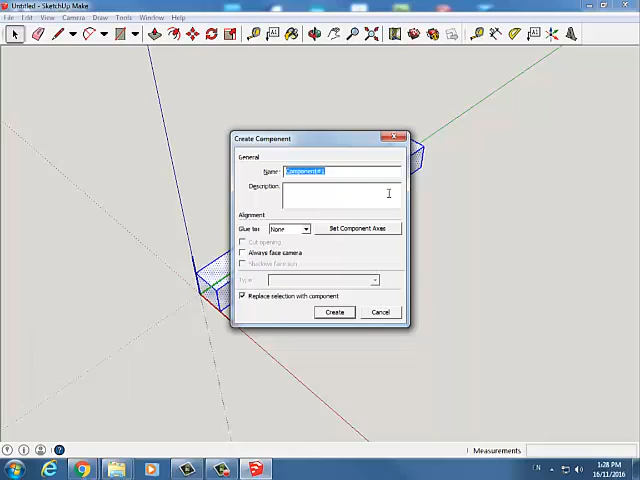 Untitled - SketchUp Make
File Edit View Camera Draw Tools Window Help
Create Component
General
Name: Component#1
Description:
Alignment
Glue to: None
Set Component Axes
Cut opening
Always face camera
Shadows face sun
Type:
Replace selection with component
Create Cancel
Measurements
EN
1:28 PM
16/11/2016